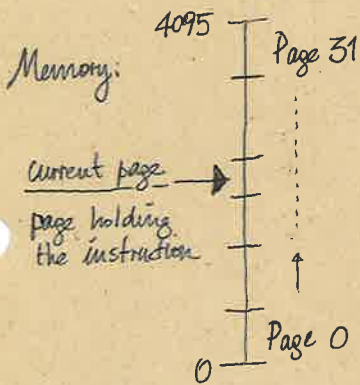 4095
Page 31
Memory:
current page
page holding
the instruction
Page 0
0